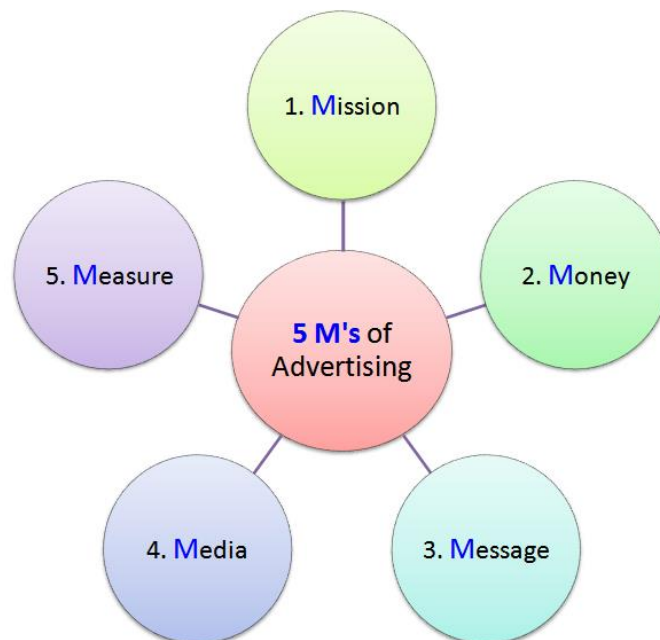 1. Mission
5. Measure
2. Money
5 M's of
Advertising
4. Media
3. Message